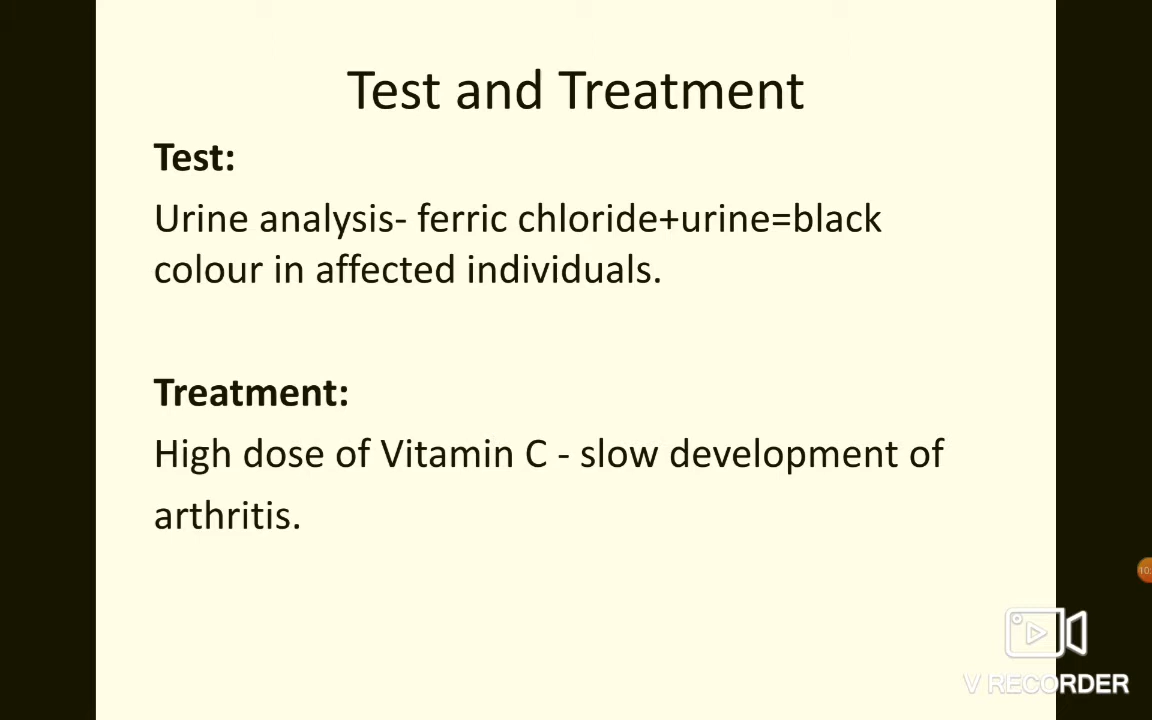 Test and Treatment
Test:
Urine analysis- ferric chloride+urine=black
colour in affected individuals.
Treatment:
High dose of Vitamin C - slow development of
arthritis.
V RECORDER